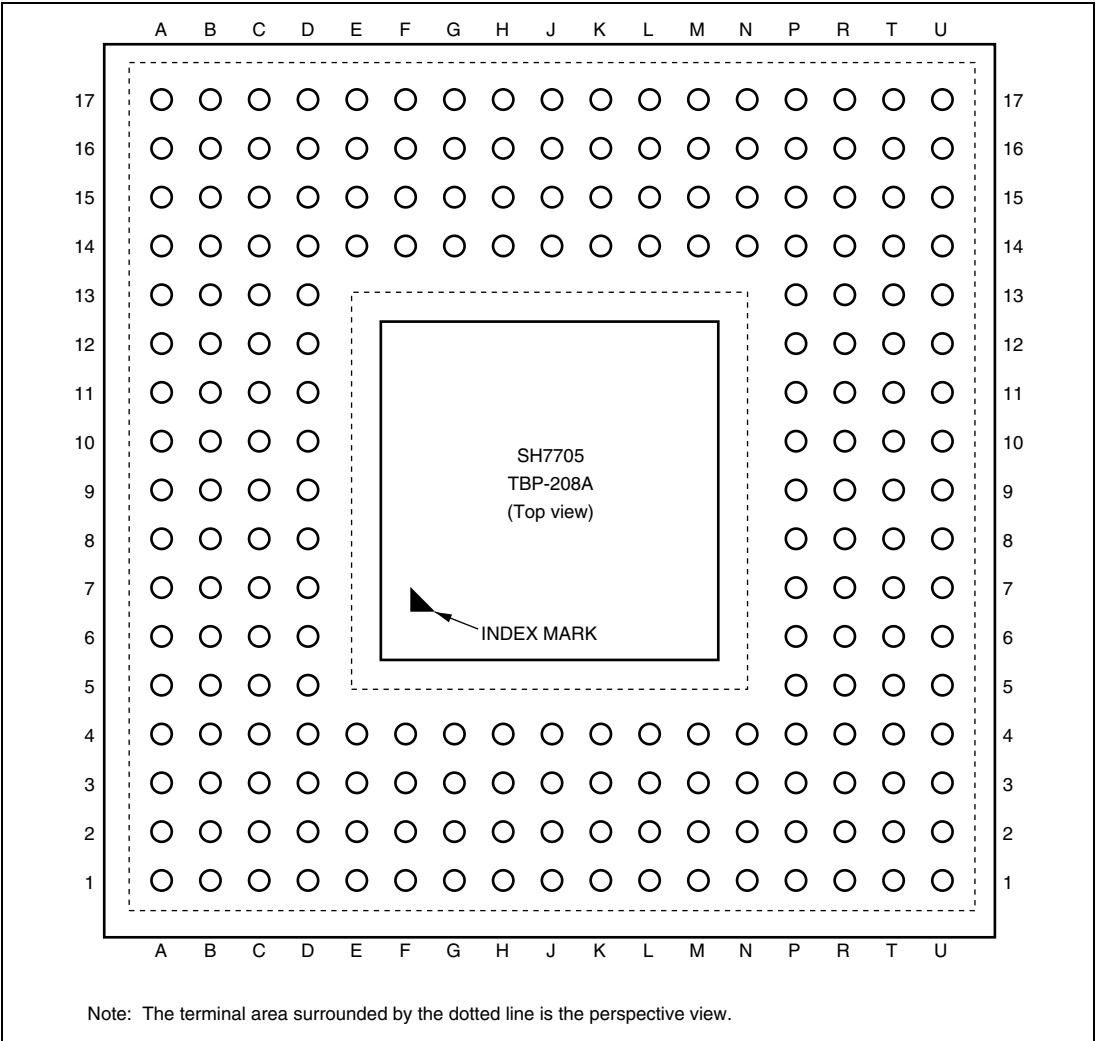 A B C D E F G H J K L M N P R T U
17 17
16 16
15 15
14 14
13 13
12 12
11 11
10 10
9 9
8 8
7 7
6 6
5 5
4 4
3 3
2 2
1 1
SH7705
TBP-208A
(Top view)
INDEX MARK
A B C D E F G H J K L M N P R T U
Note: The terminal area surrounded by the dotted line is the perspective view.